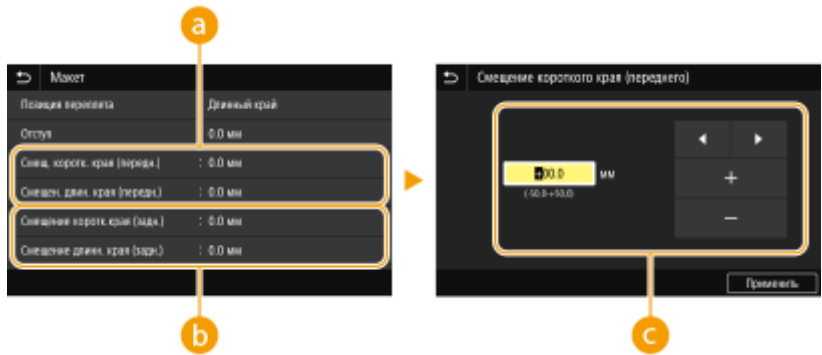 a
Макет
Позиция переплета Длинный край
Отступ 0.0 мм
Смещ. коротк. края (передн.) : 0.0 мм
Смещен. длин. края (передн.) : 0.0 мм
Смещение коротк.края (задн.) : 0.0 мм
Смещение длинн. края (задн.) : 0.0 мм
b
Смещение короткого края (переднего)
+00.0 мм
(-50.0-+50.0)
+
−
Применить
c